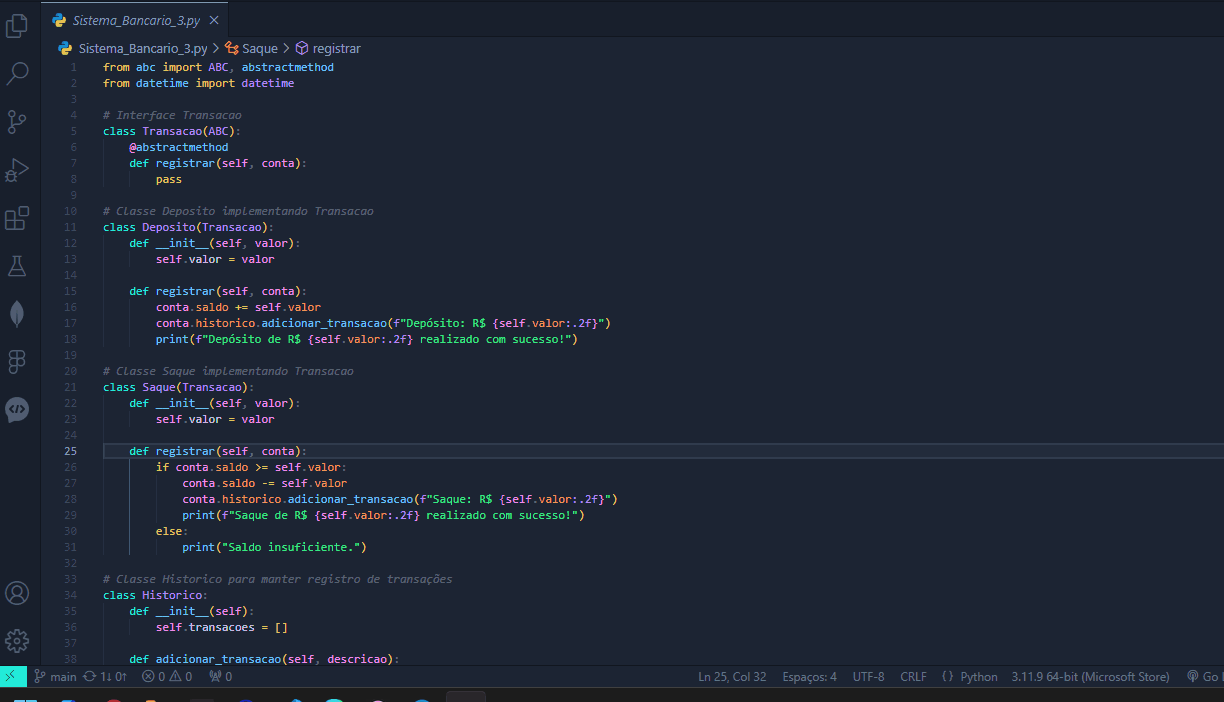 Sistema_Bancario_3.py
Sistema_Bancario_3.py > Saque > registrar
1 from abc import ABC, abstractmethod
2 from datetime import datetime
3
4 # Interface Transacao
5 class Transacao(ABC):
6     @abstractmethod
7     def registrar(self, conta):
8         pass
9
10 # Classe Deposito implementando Transacao
11 class Deposito(Transacao):
12     def __init__(self, valor):
13         self.valor = valor
14
15     def registrar(self, conta):
16         conta.saldo += self.valor
17         conta.historico.adicionar_transacao(f"Depósito: R$ {self.valor:.2f}")
18         print(f"Depósito de R$ {self.valor:.2f} realizado com sucesso!")
19
20 # Classe Saque implementando Transacao
21 class Saque(Transacao):
22     def __init__(self, valor):
23         self.valor = valor
24
25     def registrar(self, conta):
26         if conta.saldo >= self.valor:
27             conta.saldo -= self.valor
28             conta.historico.adicionar_transacao(f"Saque: R$ {self.valor:.2f}")
29             print(f"Saque de R$ {self.valor:.2f} realizado com sucesso!")
30         else:
31             print("Saldo insuficiente.")
32
33 # Classe Historico para manter registro de transações
34 class Historico:
35     def __init__(self):
36         self.transacoes = []
37
38     def adicionar_transacao(self, descricao):
main 1↓ 0↑ 0 0 0 Ln 25, Col 32 Espaços: 4 UTF-8 CRLF {} Python 3.11.9 64-bit (Microsoft Store) Go